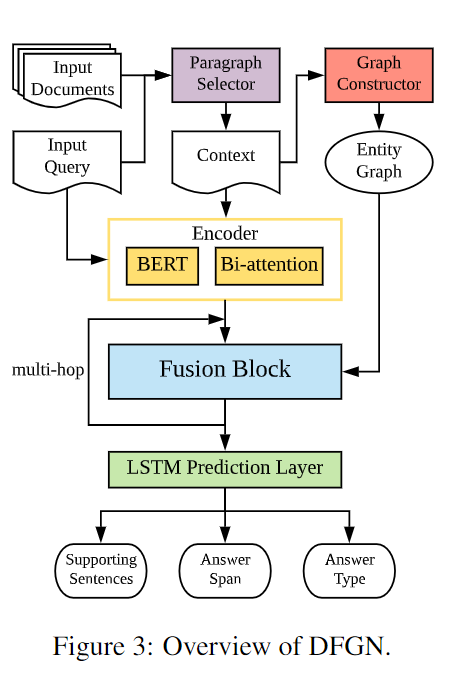 Input
Documents
Paragraph
Selector
Graph
Constructor
Input
Query
Context
Entity
Graph
Encoder
BERT
Bi-attention
multi-hop
Fusion Block
LSTM Prediction Layer
Supporting
Sentences
Answer
Span
Answer
Type
Figure 3: Overview of DFGN.